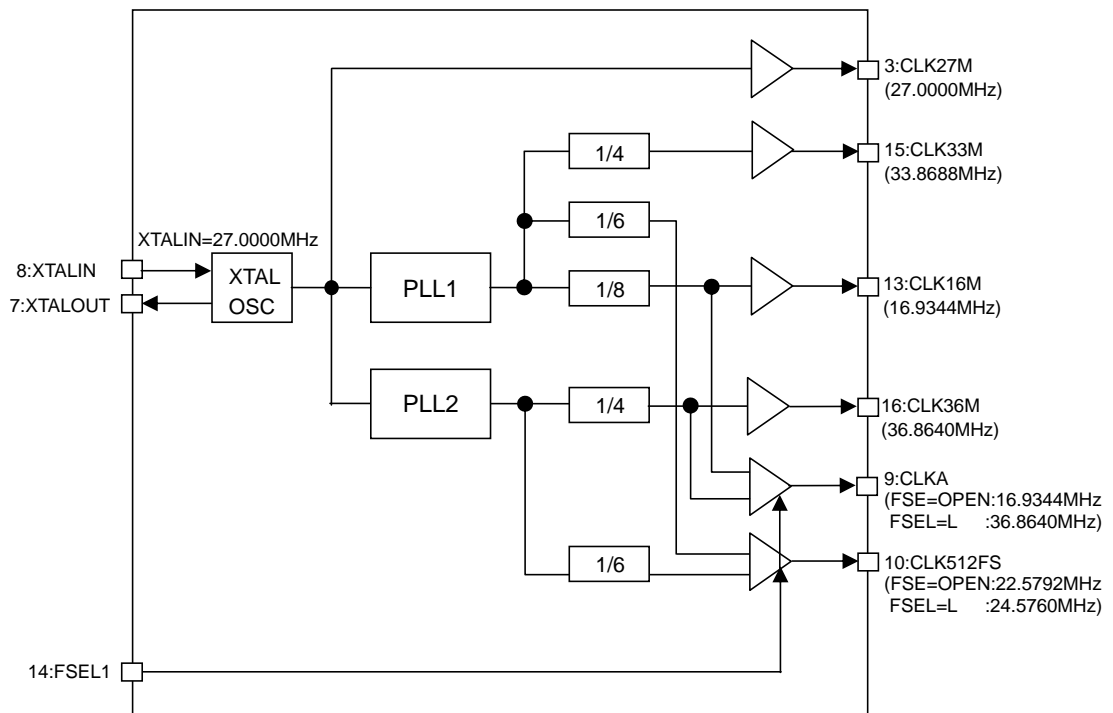 3:CLK27M
(27.0000MHz)
15:CLK33M
(33.8688MHz)
1/4
1/6
XTALIN=27.0000MHz
8:XTALIN
7:XTALOUT
XTAL
OSC
PLL1
1/8
13:CLK16M
(16.9344MHz)
PLL2
1/4
16:CLK36M
(36.8640MHz)
9:CLKA
(FSE=OPEN:16.9344MHz
FSEL=L :36.8640MHz)
1/6
10:CLK512FS
(FSE=OPEN:22.5792MHz
FSEL=L :24.5760MHz)
14:FSEL1